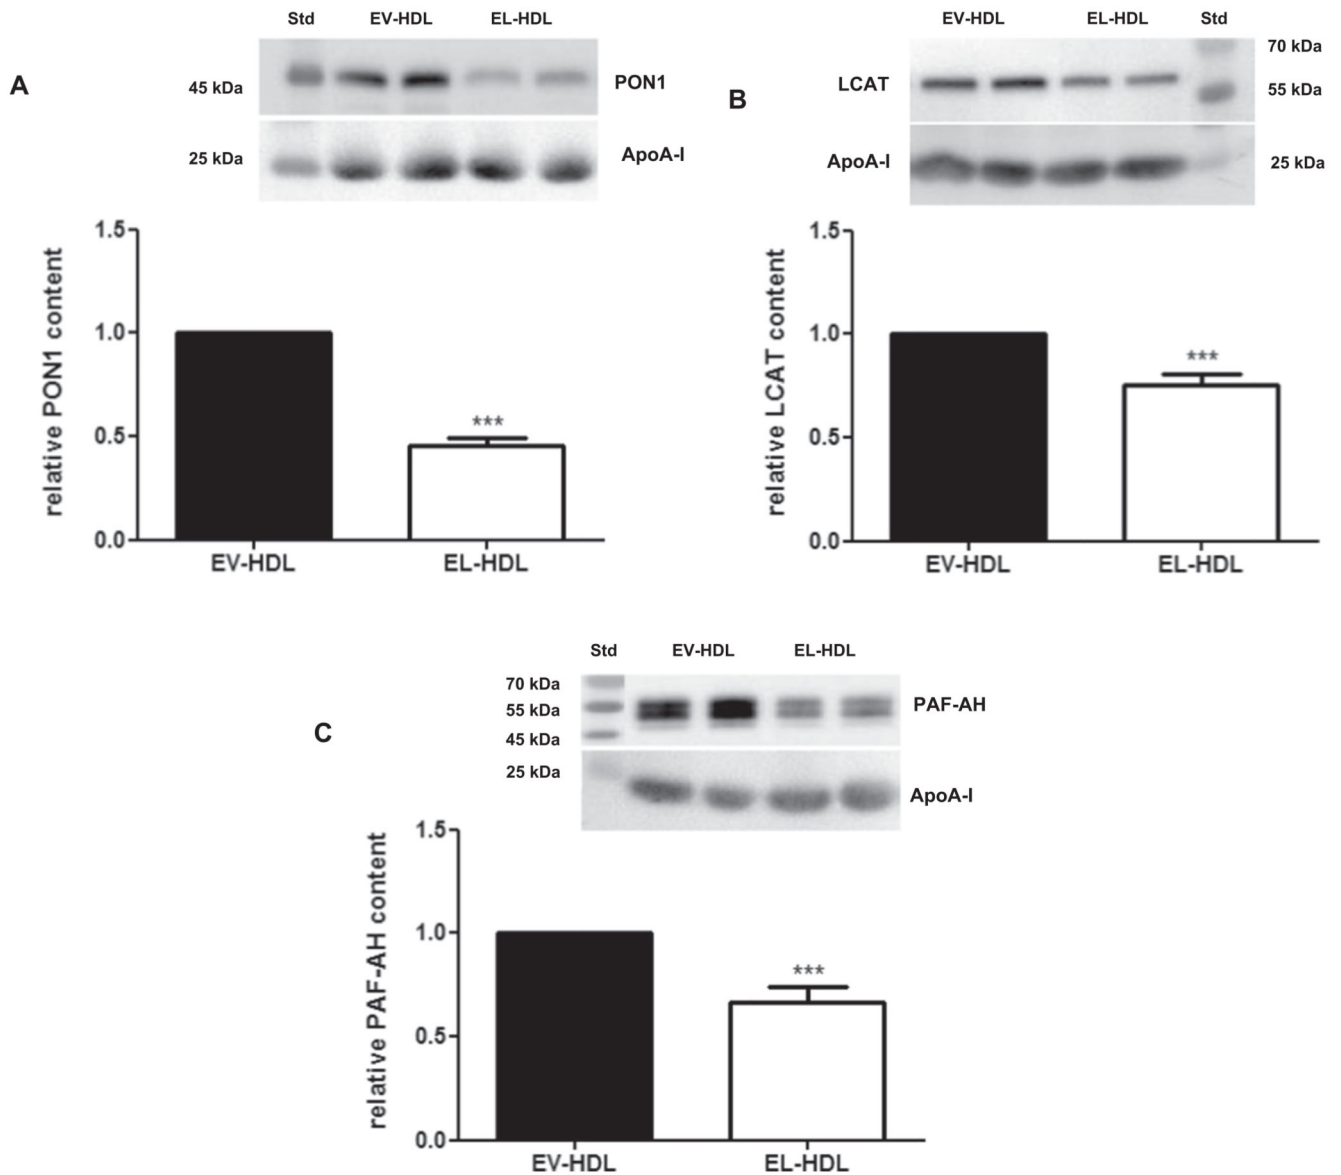 A
Std EV-HDL EL-HDL
45 kDa PON1
25 kDa ApoA-I
relative PON1 content
1.5
1.0
0.5
0.0
***
EV-HDL EL-HDL
B
EV-HDL EL-HDL Std
70 kDa
LCAT 55 kDa
ApoA-I 25 kDa
relative LCAT content
1.5
1.0
0.5
0.0
***
EV-HDL EL-HDL
C
Std EV-HDL EL-HDL
70 kDa
PAF-AH
55 kDa
45 kDa
25 kDa
ApoA-I
relative PAF-AH content
1.5
1.0
0.5
0.0
***
EV-HDL EL-HDL